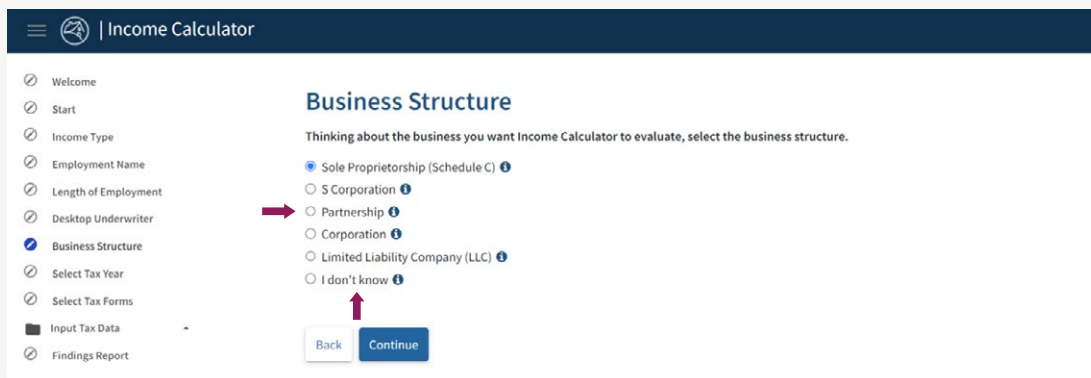 | Income Calculator
Welcome
Start
Income Type
Employment Name
Length of Employment
Desktop Underwriter
Business Structure
Select Tax Year
Select Tax Forms
Input Tax Data
Findings Report
Business Structure
Thinking about the business you want Income Calculator to evaluate, select the business structure.
Sole Proprietorship (Schedule C)
S Corporation
Partnership
Corporation
Limited Liability Company (LLC)
I don't know
Back
Continue